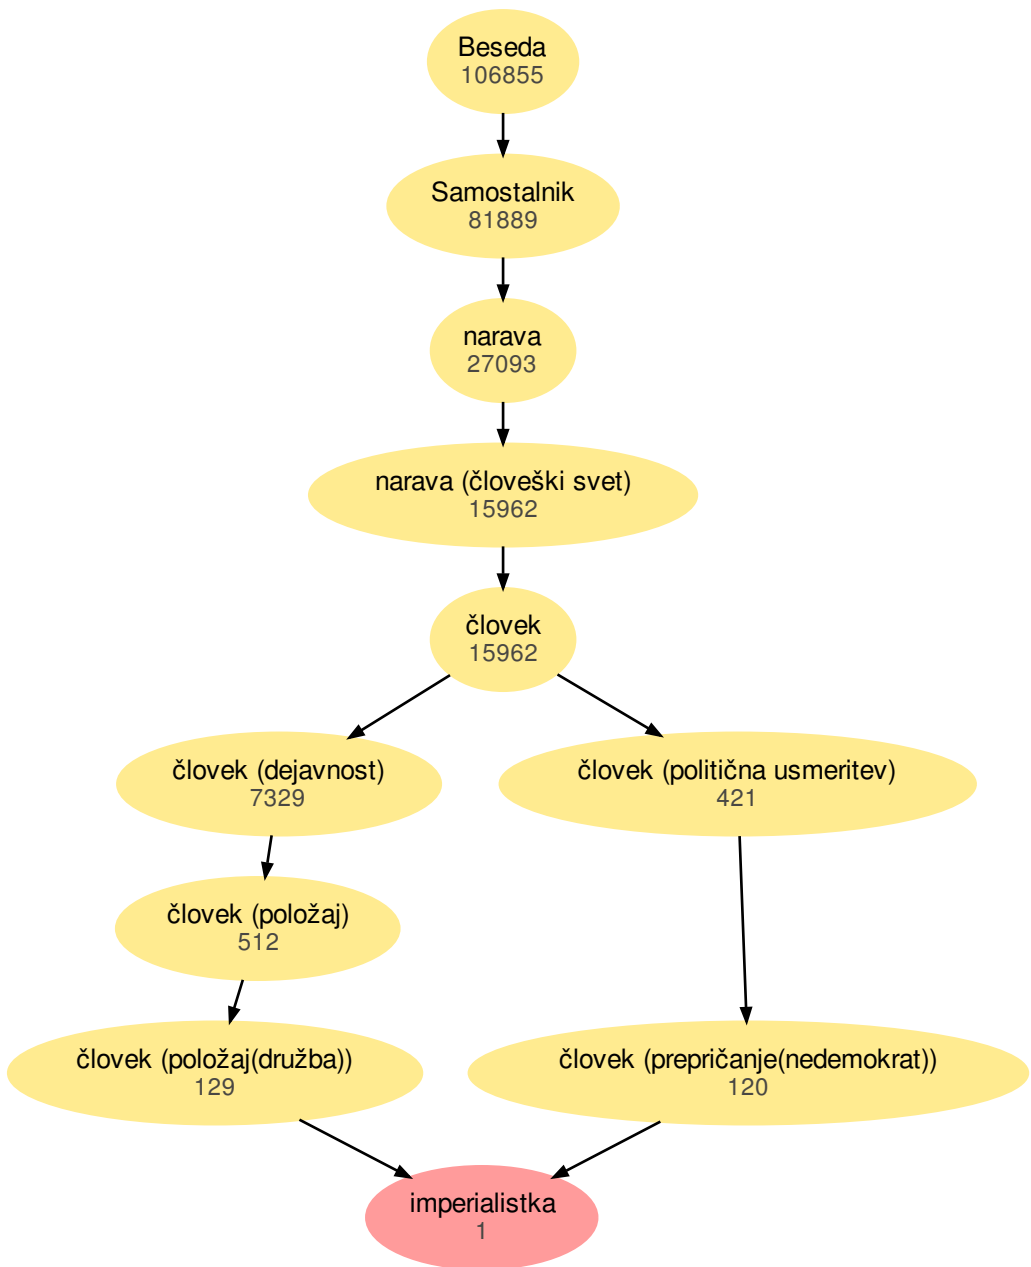 Beseda
106855
Samostalnik
81889
narava
27093
narava (človeški svet)
15962
človek
15962
človek (dejavnost)
7329
človek (politična usmeritev)
421
človek (položaj)
512
človek (položaj(družba))
129
človek (prepričanje(nedemokrat))
120
imperialistka
1